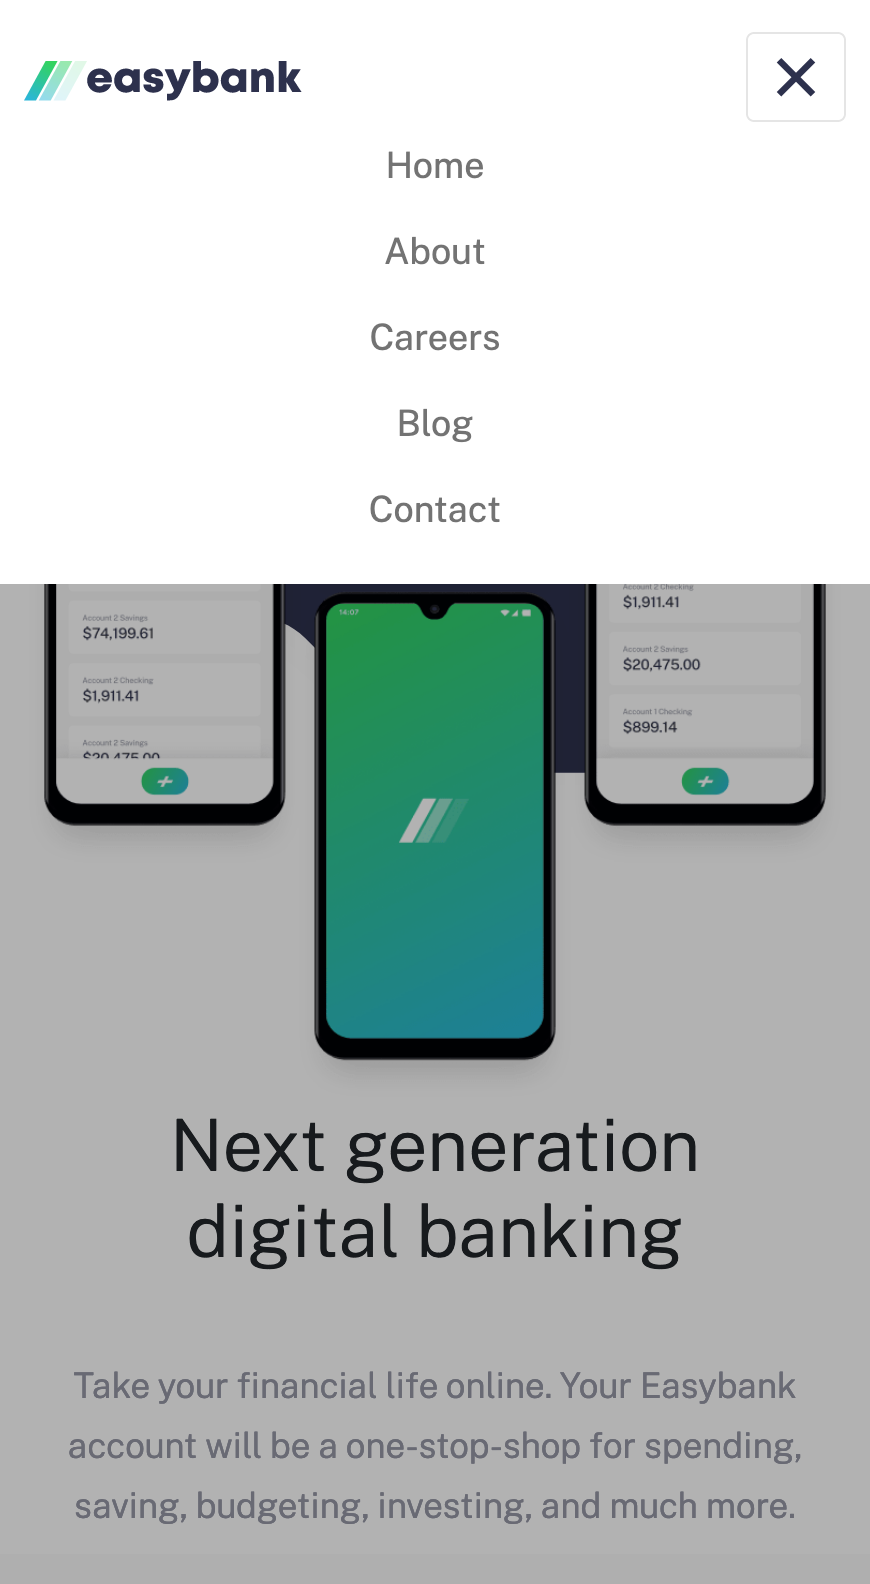 easybank
Home
About
Careers
Blog
Contact
Account 2 Savings
$74,199.61
Account 2 Checking
$1,911.41
Account 2 Savings
$20,475.00
14:07
Account 2 Checking
$1,911.41
Account 2 Savings
$20,475.00
Account 1 Checking
$899.14
Next generation
digital banking
Take your financial life online. Your Easybank
account will be a one-stop-shop for spending,
saving, budgeting, investing, and much more.